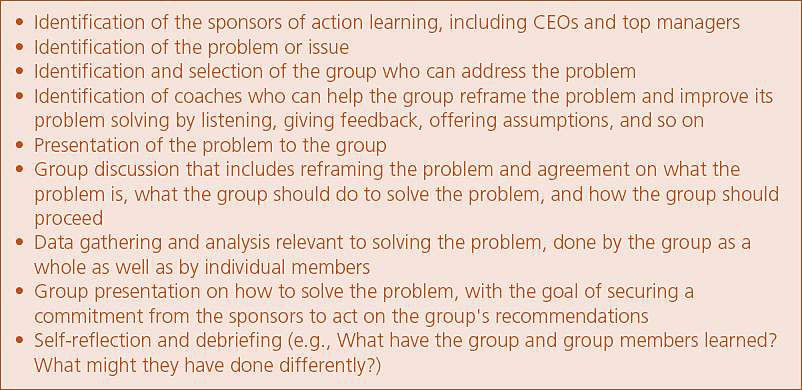 • Identification of the sponsors of action learning, including CEOs and top managers
• Identification of the problem or issue
• Identification and selection of the group who can address the problem
• Identification of coaches who can help the group reframe the problem and improve its
problem solving by listening, giving feedback, offering assumptions, and so on
• Presentation of the problem to the group
• Group discussion that includes reframing the problem and agreement on what the
problem is, what the group should do to solve the problem, and how the group should
proceed
• Data gathering and analysis relevant to solving the problem, done by the group as a
whole as well as by individual members
• Group presentation on how to solve the problem, with the goal of securing a
commitment from the sponsors to act on the group's recommendations
• Self-reflection and debriefing (e.g., What have the group and group members learned?
What might they have done differently?)